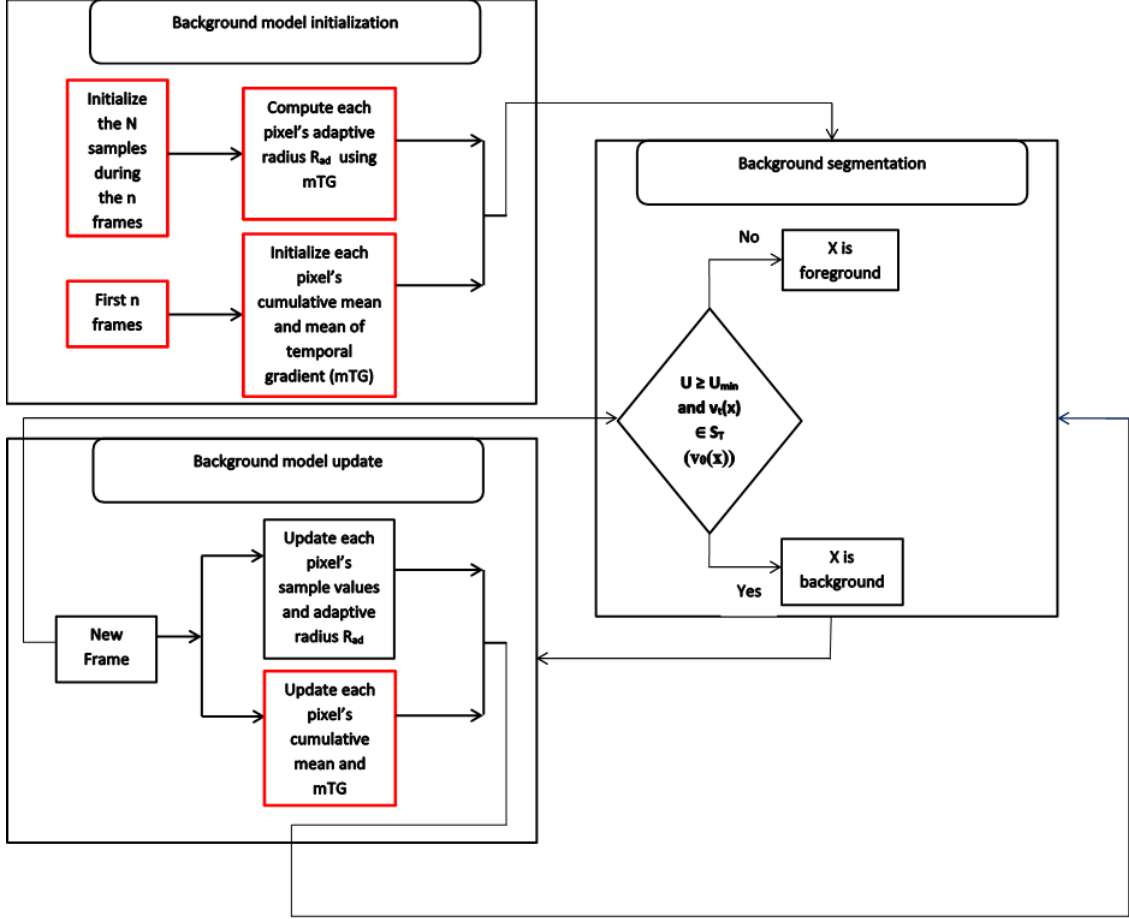 Background model initialization
Initialize
the N
samples
during
the n
frames
Compute each
pixel's adaptive
radius Rad using
mTG
First n
frames
Initialize each
pixel's
cumulative mean
and mean of
temporal
gradient (mTG)
Background segmentation
No
X is
foreground
U ≥ Umin
and vt(x)
∈ ST
(v0(x))
Yes
X is
background
Background model update
New
Frame
Update each
pixel's
sample values
and adaptive
radius Rad
Update each
pixel's
cumulative
mean and
mTG